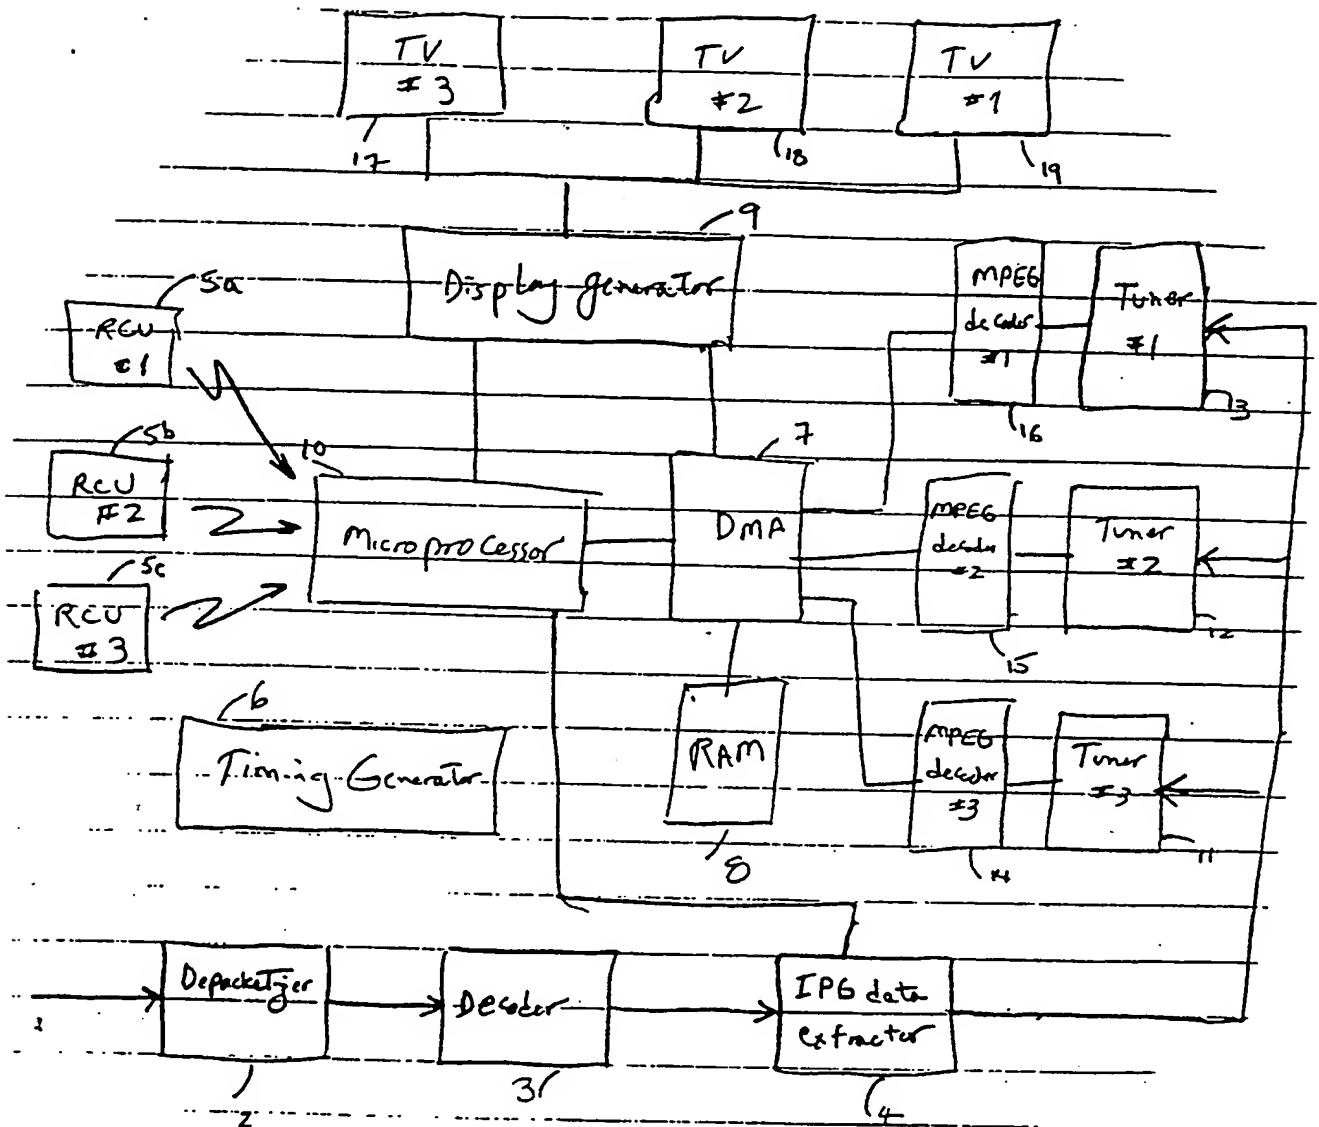 TV
#3
TV
#2
TV
#1
17
18
19
9
Display generator
5a
RCU
#1
MPEG
decoder
#1
Tuner
#1
13
16
5b
10
7
RCU
#2
Microprocessor
DMA
MPEG
decoder
#2
Tuner
#2
12
15
5c
RCU
#3
6
Timing Generator
RAM
8
MPEG
decoder
#3
Tuner
#3
11
14
Depacketizer
Decoder
IPG data
extractor
2
3
4